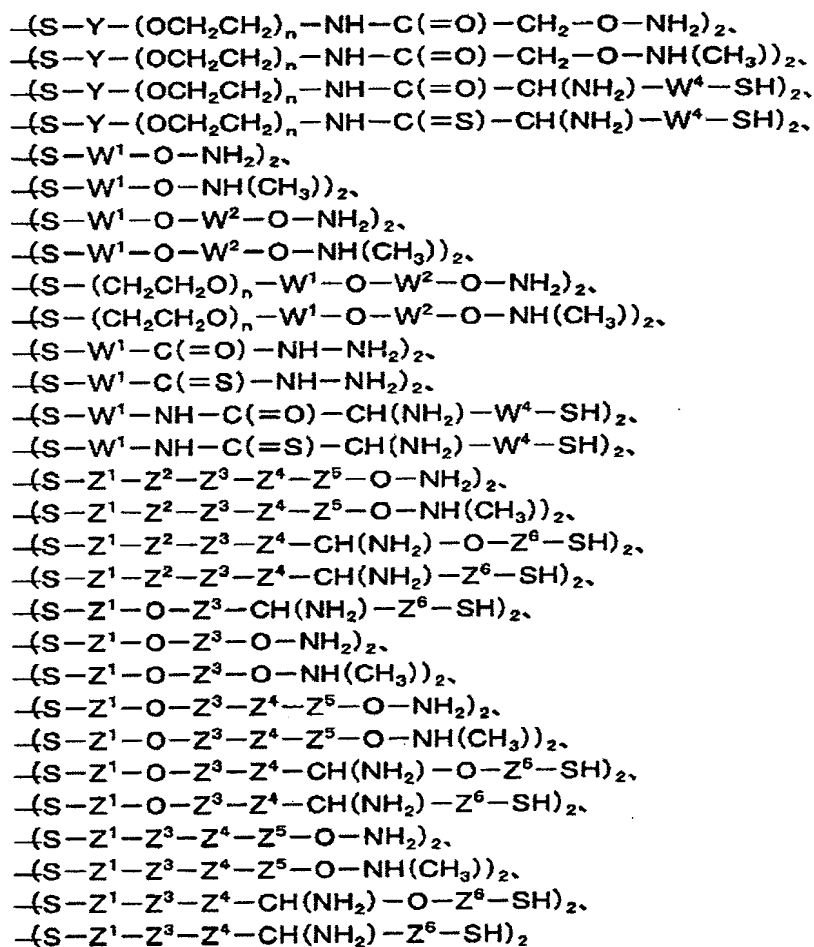 -(S-Y-(OCH₂CH₂)ₙ-NH-C(=O)-CH₂-O-NH₂)₂、
-(S-Y-(OCH₂CH₂)ₙ-NH-C(=O)-CH₂-O-NH(CH₃))₂、
-(S-Y-(OCH₂CH₂)ₙ-NH-C(=O)-CH(NH₂)-W⁴-SH)₂、
-(S-Y-(OCH₂CH₂)ₙ-NH-C(=S)-CH(NH₂)-W⁴-SH)₂、
-(S-W¹-O-NH₂)₂、
-(S-W¹-O-NH(CH₃))₂、
-(S-W¹-O-W²-O-NH₂)₂、
-(S-W¹-O-W²-O-NH(CH₃))₂、
-(S-(CH₂CH₂O)ₙ-W¹-O-W²-O-NH₂)₂、
-(S-(CH₂CH₂O)ₙ-W¹-O-W²-O-NH(CH₃))₂、
-(S-W¹-C(=O)-NH-NH₂)₂、
-(S-W¹-C(=S)-NH-NH₂)₂、
-(S-W¹-NH-C(=O)-CH(NH₂)-W⁴-SH)₂、
-(S-W¹-NH-C(=S)-CH(NH₂)-W⁴-SH)₂、
-(S-Z¹-Z²-Z³-Z⁴-Z⁵-O-NH₂)₂、
-(S-Z¹-Z²-Z³-Z⁴-Z⁵-O-NH(CH₃))₂、
-(S-Z¹-Z²-Z³-Z⁴-CH(NH₂)-O-Z⁶-SH)₂、
-(S-Z¹-Z²-Z³-Z⁴-CH(NH₂)-Z⁶-SH)₂、
-(S-Z¹-O-Z³-CH(NH₂)-Z⁶-SH)₂、
-(S-Z¹-O-Z³-O-NH₂)₂、
-(S-Z¹-O-Z³-O-NH(CH₃))₂、
-(S-Z¹-O-Z³-Z⁴-Z⁵-O-NH₂)₂、
-(S-Z¹-O-Z³-Z⁴-Z⁵-O-NH(CH₃))₂、
-(S-Z¹-O-Z³-Z⁴-CH(NH₂)-O-Z⁶-SH)₂、
-(S-Z¹-O-Z³-Z⁴-CH(NH₂)-Z⁶-SH)₂、
-(S-Z¹-Z³-Z⁴-Z⁵-O-NH₂)₂、
-(S-Z¹-Z³-Z⁴-Z⁵-O-NH(CH₃))₂、
-(S-Z¹-Z³-Z⁴-CH(NH₂)-O-Z⁶-SH)₂、
-(S-Z¹-Z³-Z⁴-CH(NH₂)-Z⁶-SH)₂